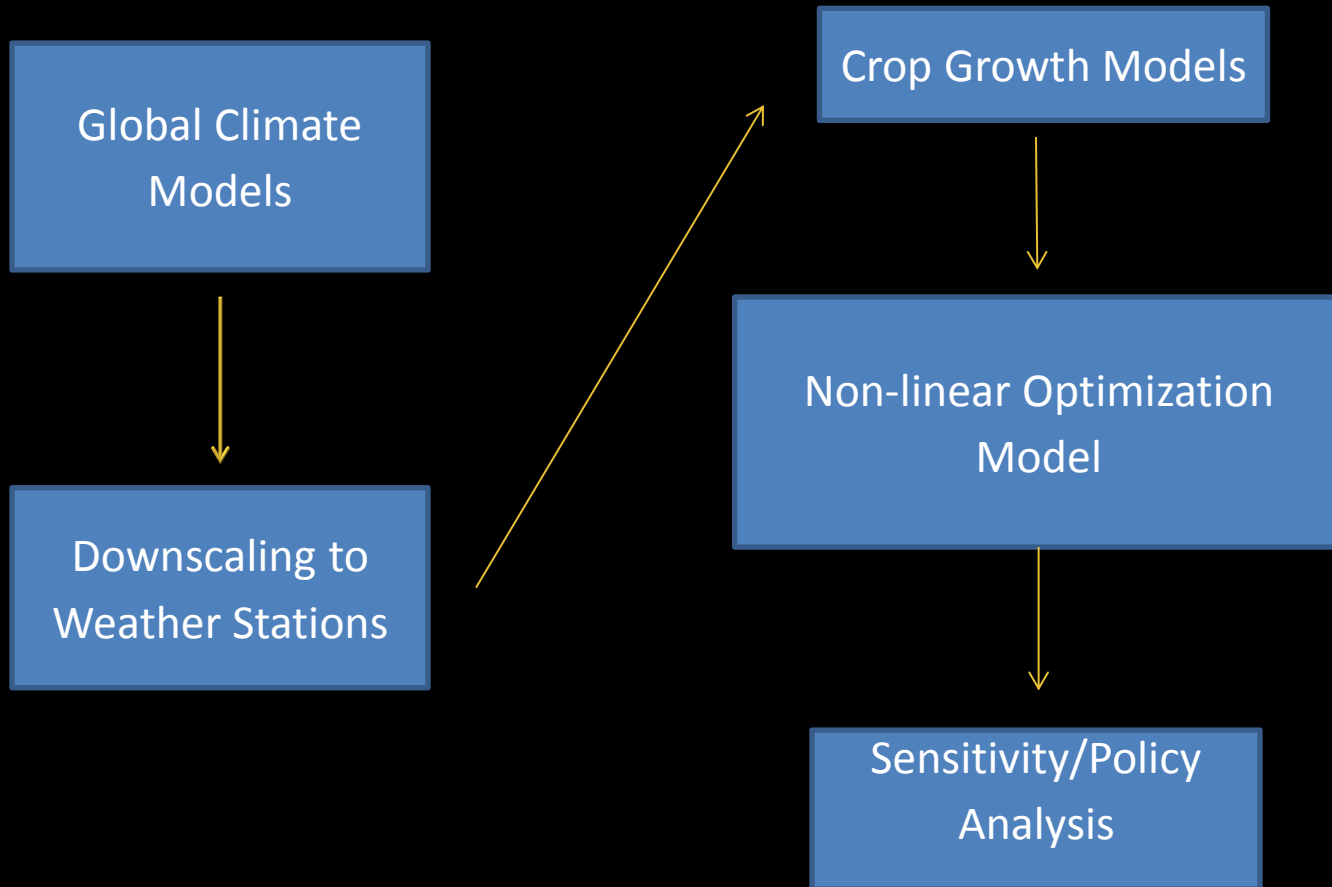 Global Climate
Models
Downscaling to
Weather Stations
Crop Growth Models
Non-linear Optimization
Model
Sensitivity/Policy
Analysis